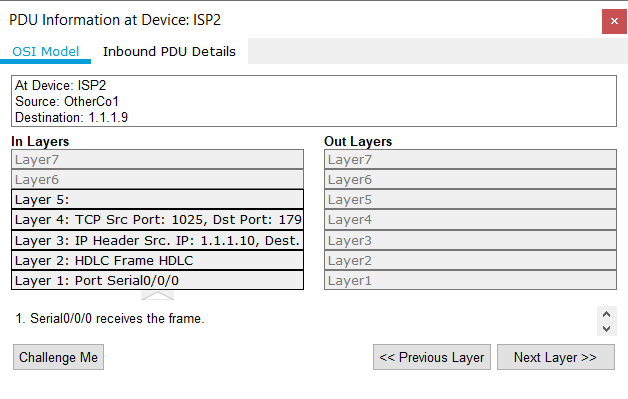 PDU Information at Device: ISP2
OSI Model Inbound PDU Details
At Device: ISP2
Source: OtherCo1
Destination: 1.1.1.9
In Layers Out Layers
Layer7 Layer7
Layer6 Layer6
Layer 5: Layer5
Layer 4: TCP Src Port: 1025, Dst Port: 179 Layer4
Layer 3: IP Header Src. IP: 1.1.1.10, Dest. Layer3
Layer 2: HDLC Frame HDLC Layer2
Layer 1: Port Serial0/0/0 Layer1
1. Serial0/0/0 receives the frame.
Challenge Me << Previous Layer Next Layer >>